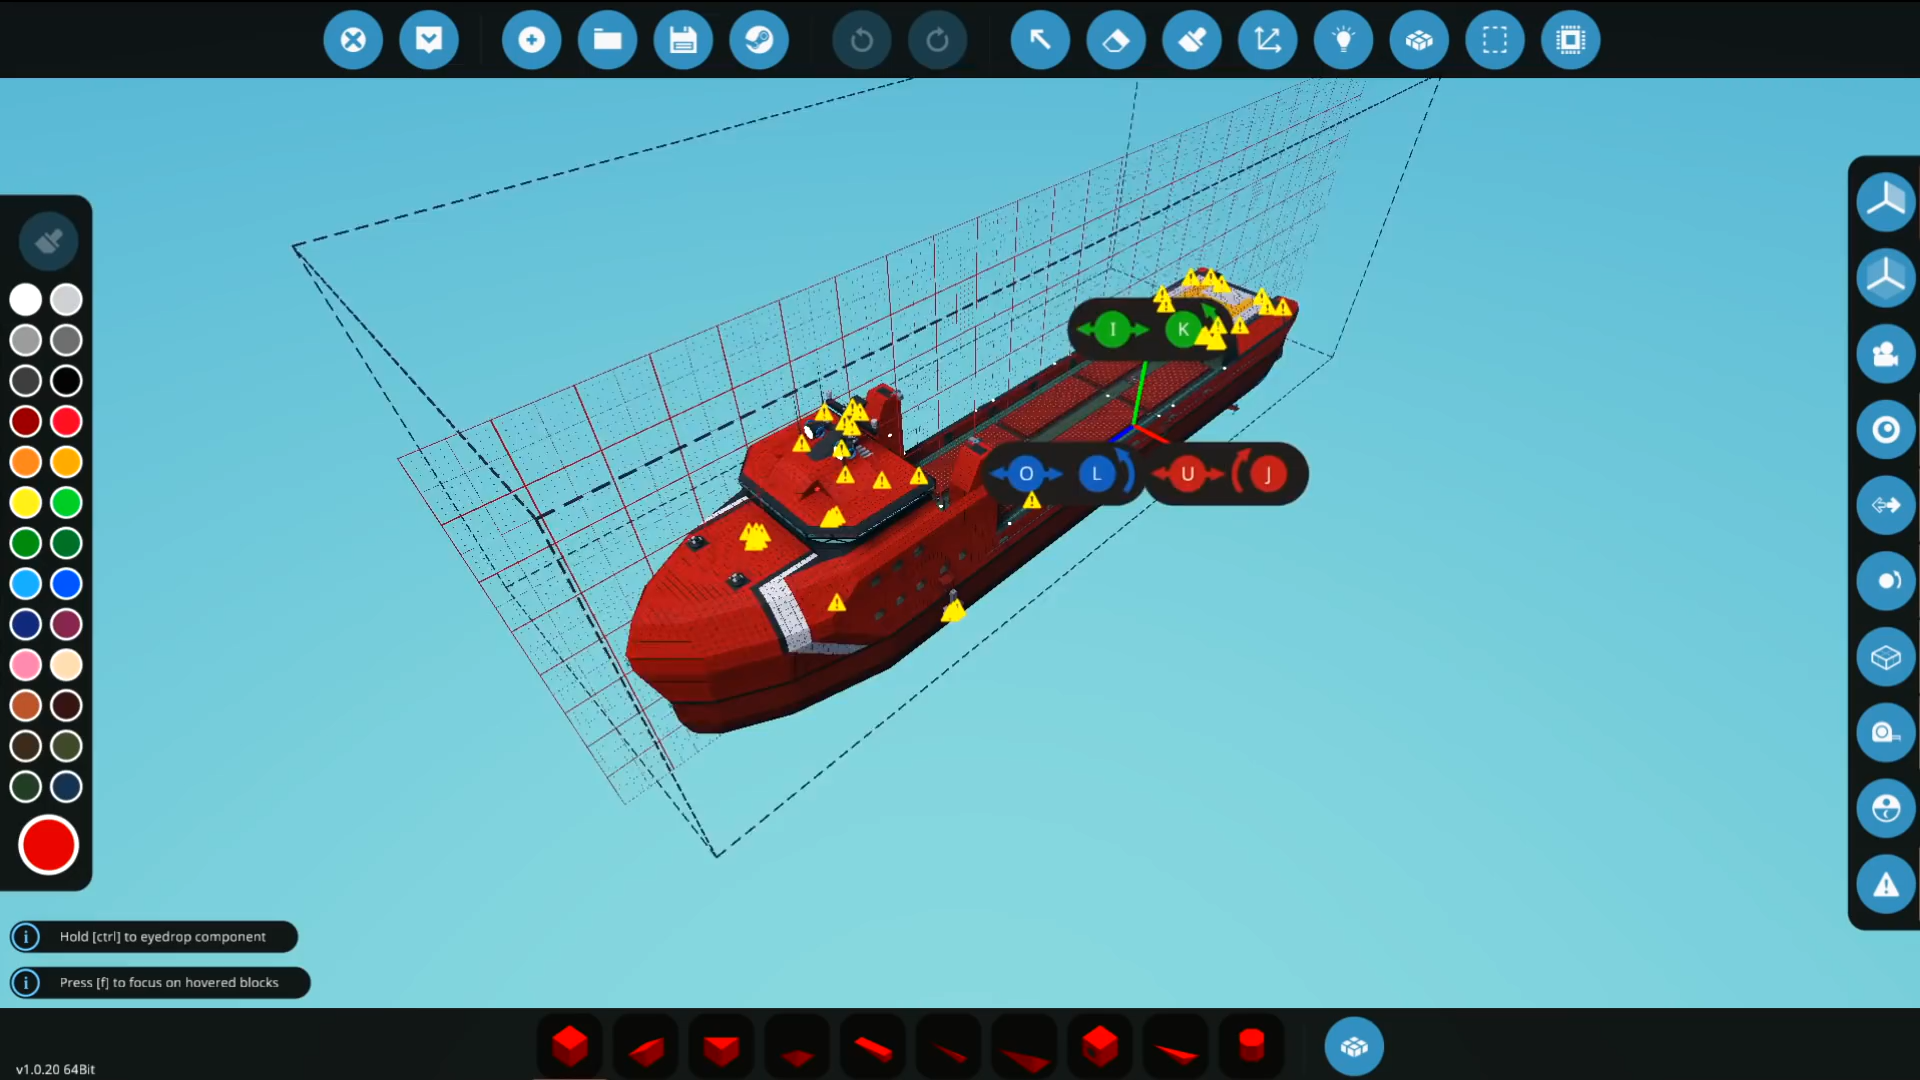 I K
O L U J
Hold [ctrl] to eyedrop component
Press [f] to focus on hovered blocks
v1.0.20 64Bit